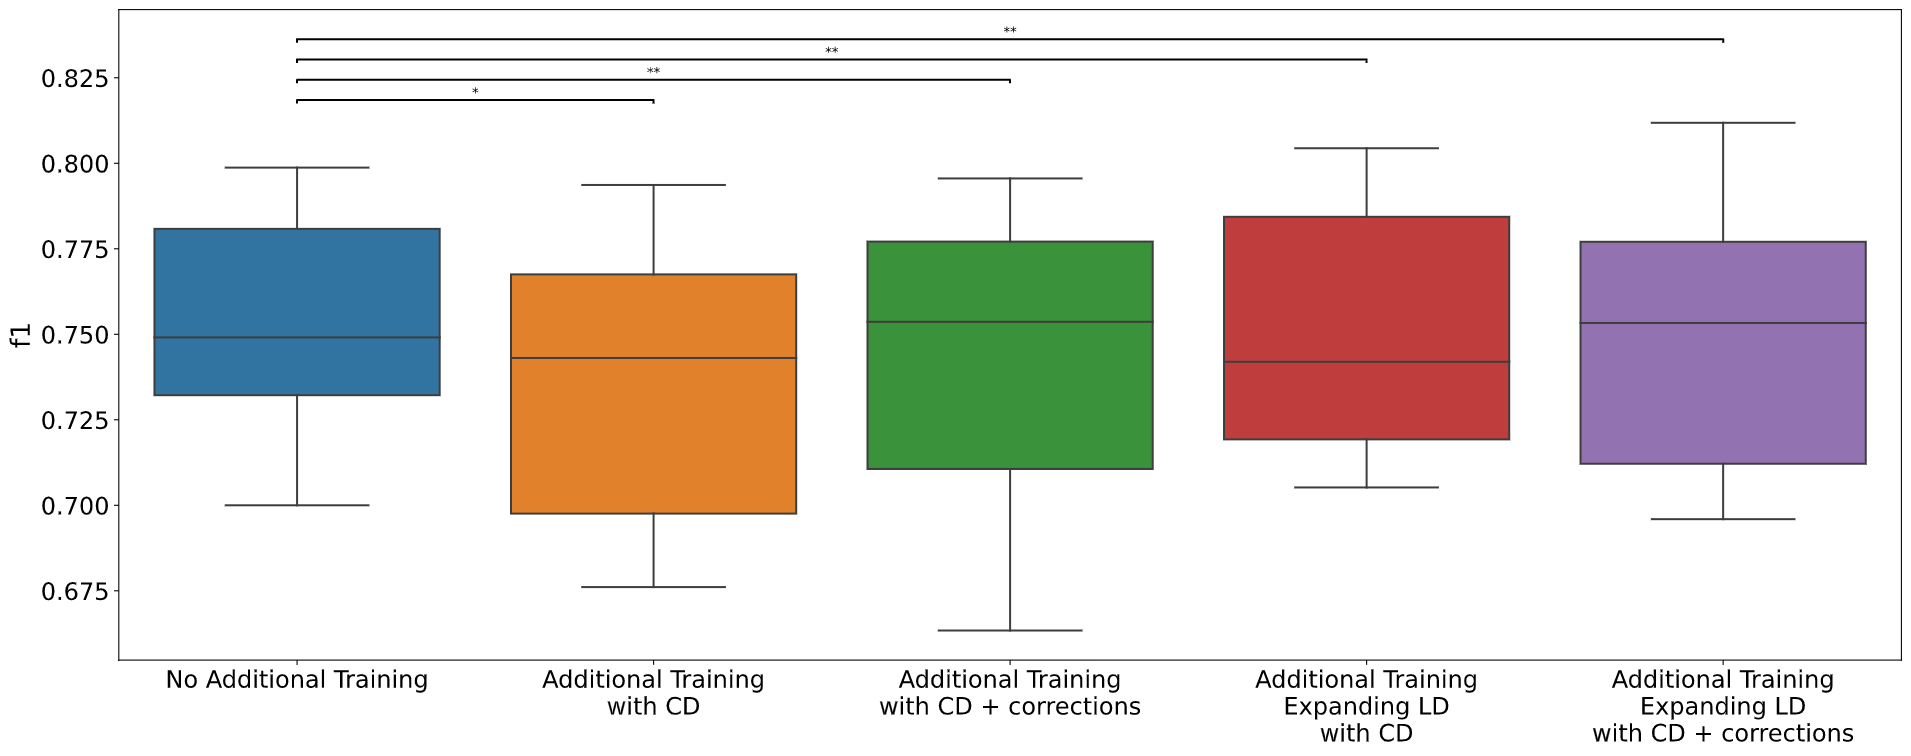 **
**
**
*
0.825
0.800
0.775
0.750
0.725
0.700
0.675
f1
No Additional Training
Additional Training
with CD
Additional Training
with CD + corrections
Additional Training
Expanding LD
with CD
Additional Training
Expanding LD
with CD + corrections